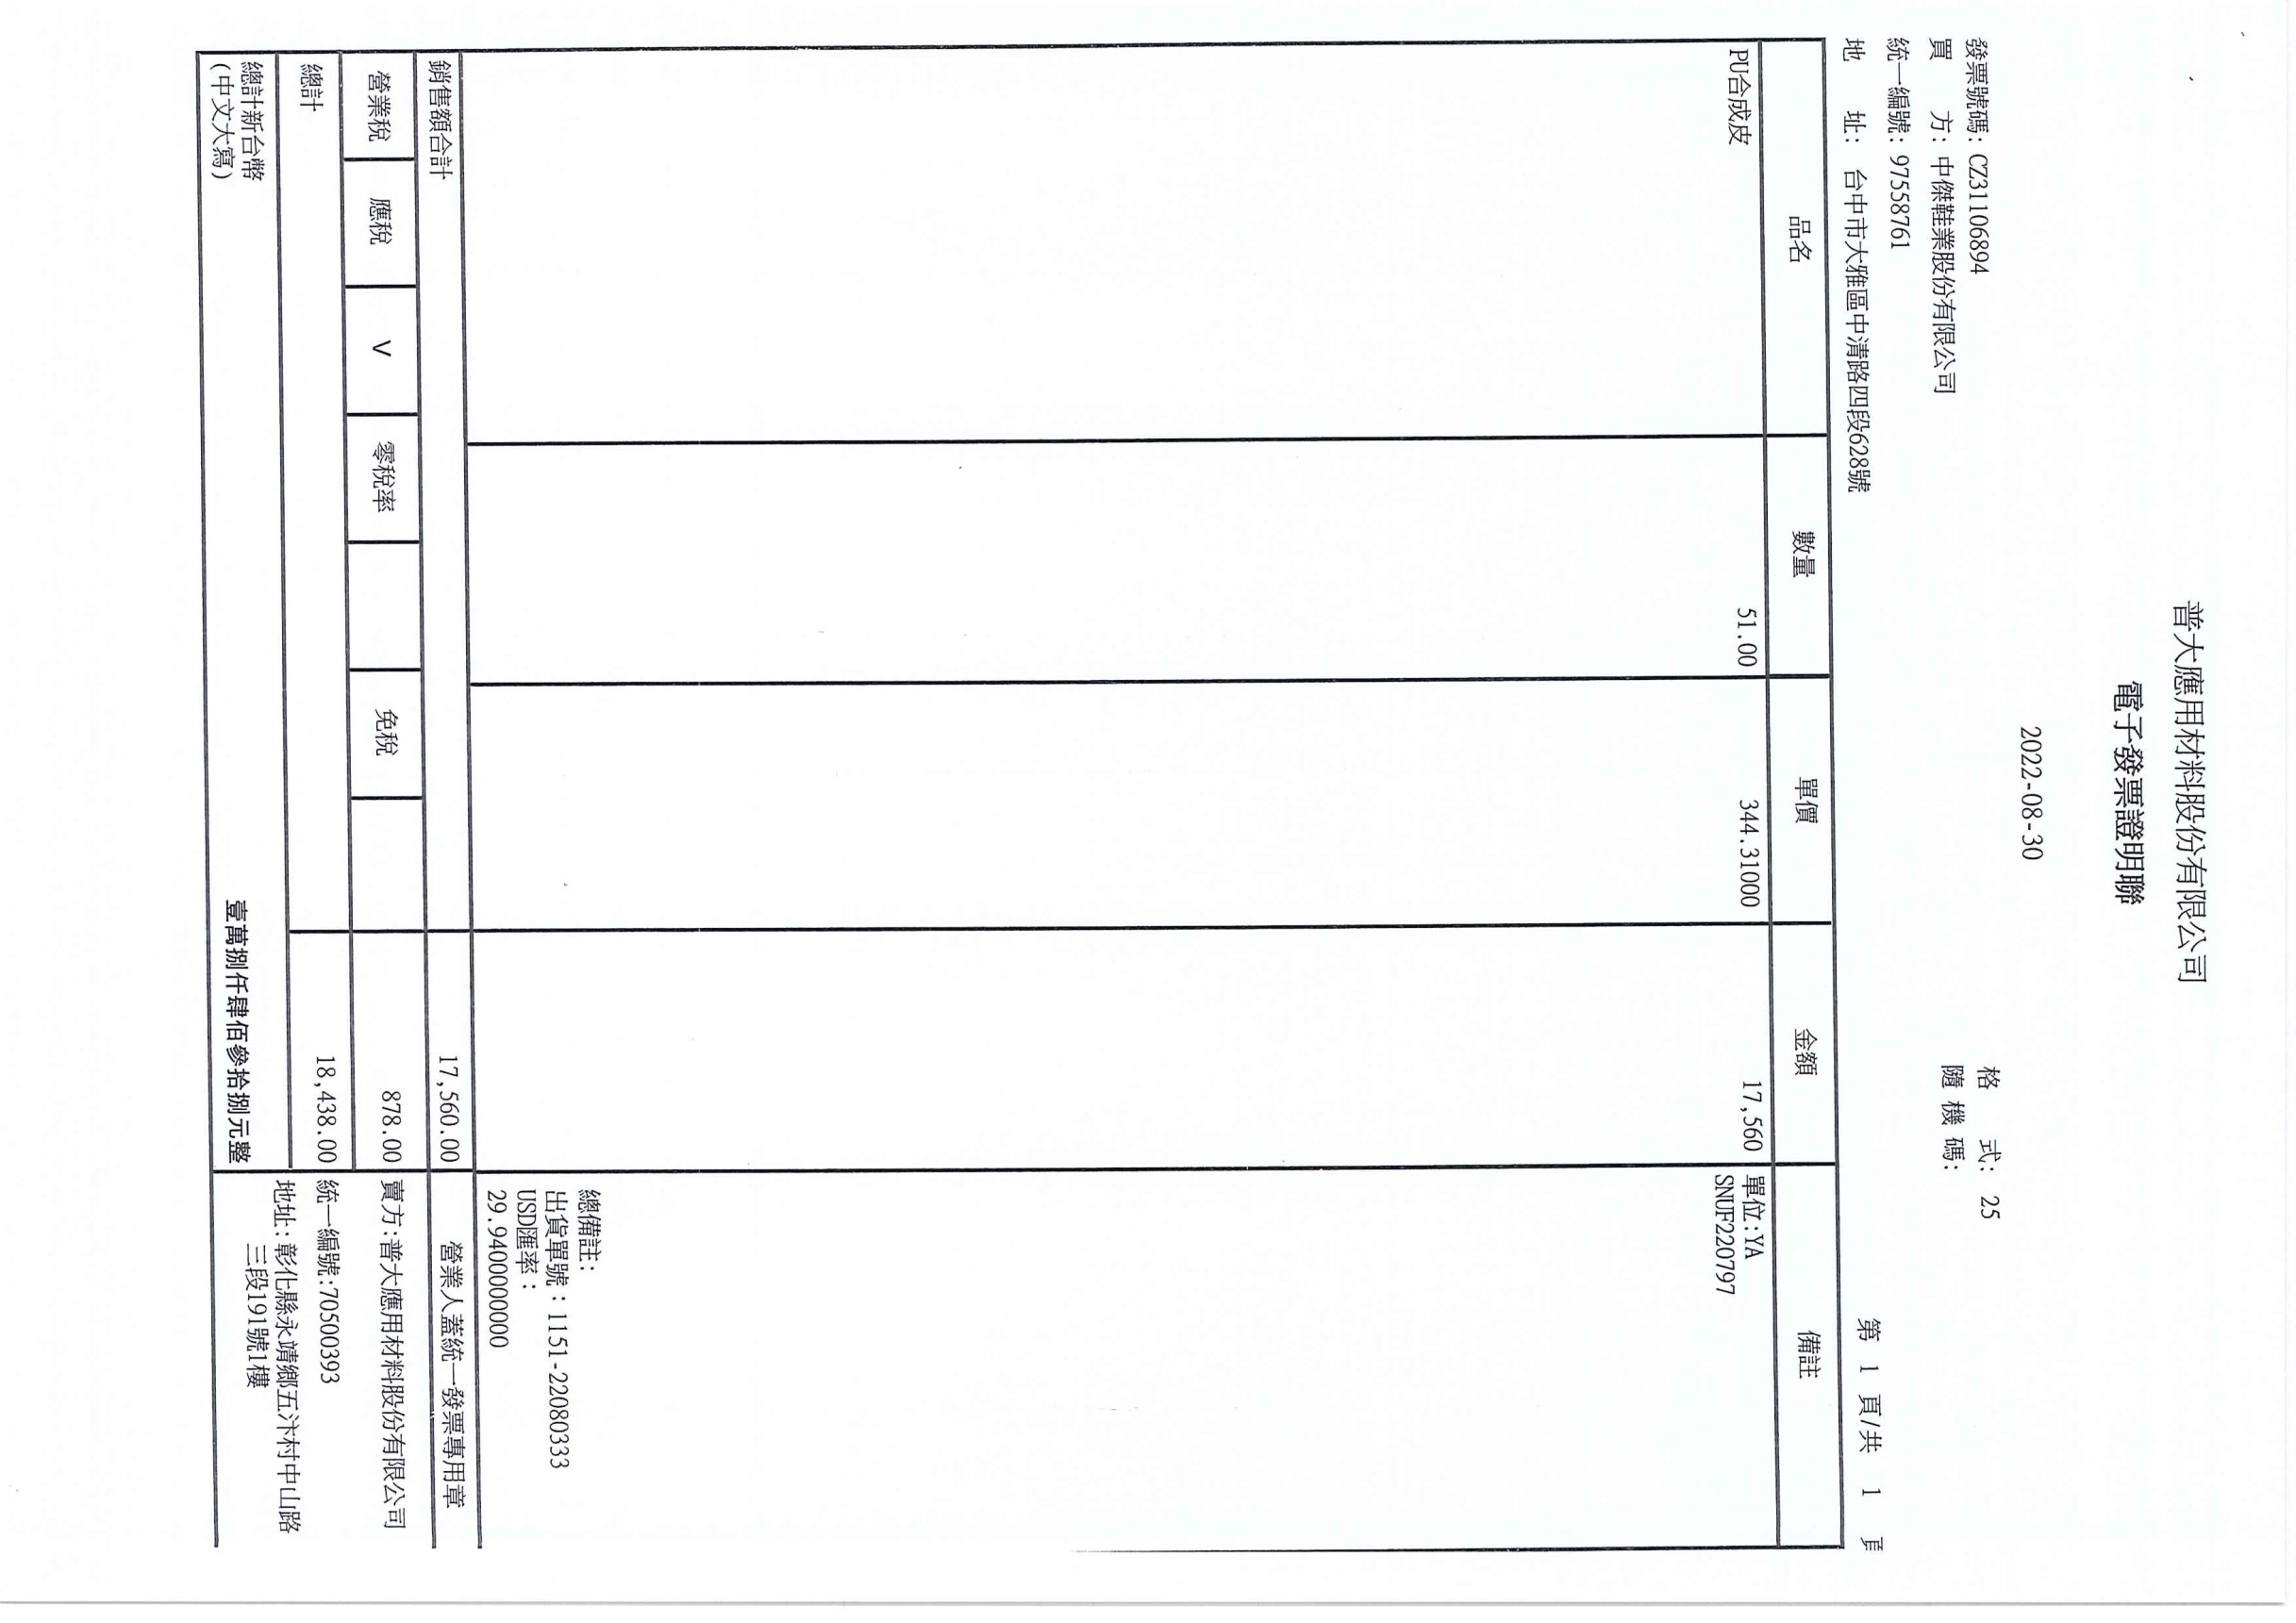 普大應用材料股份有限公司
電子發票證明聯
2022-08-30
發票號碼: CZ31106894
格 式: 25
買 方: 中傑鞋業股份有限公司
隨 機 碼:
統一編號: 97558761
地 址: 台中市大雅區中清路四段628號
第 1 頁/共 1 頁
品名 數量 單價 金額 備註
PU合成皮 51.00 344.31000 17,560 單位:YA
SNUF220797
總備註:
出貨單號：1151-22080333
USD匯率：
29.9400000000
銷售額合計 17,560.00 營業人蓋統一發票專用章
營業稅 應稅 V 零稅率 免稅 878.00 賣方:普大應用材料股份有限公司
總計 18,438.00 統一編號:70500393
地址: 彰化縣永靖鄉五汴村中山路
三段191號1樓
總計新台幣
(中文大寫) 壹萬捌仟肆佰參拾捌元整